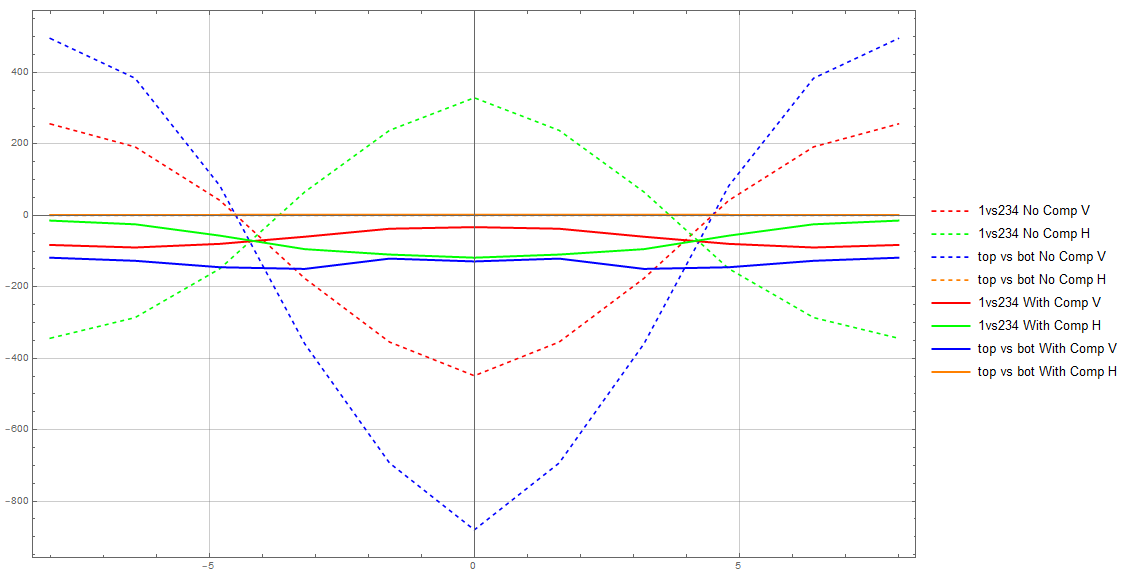 400
200
0
-200
-400
-600
-800
-5
0
5
1vs234 No Comp V
1vs234 No Comp H
top vs bot No Comp V
top vs bot No Comp H
1vs234 With Comp V
1vs234 With Comp H
top vs bot With Comp V
top vs bot With Comp H